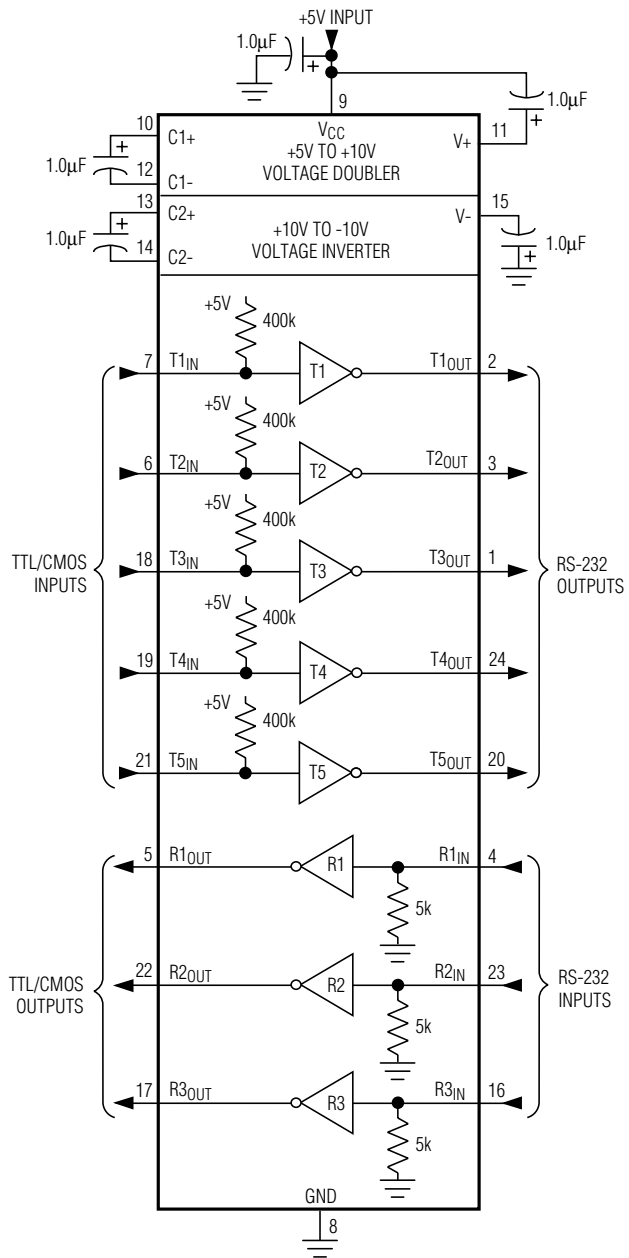 +5V INPUT
1.0µF
+
9
1.0µF
+
10
C1+
VCC
+5V TO +10V
VOLTAGE DOUBLER
V+
11
1.0µF
+
12
C1-
13
C2+
V-
15
1.0µF
+
14
C2-
+10V TO -10V
VOLTAGE INVERTER
+
1.0µF
+5V
400k
7
T1IN
T1
T1OUT
2
+5V
400k
6
T2IN
T2
T2OUT
3
+5V
400k
TTL/CMOS
INPUTS
18
T3IN
T3
T3OUT
1
RS-232
OUTPUTS
+5V
400k
19
T4IN
T4
T4OUT
24
+5V
400k
21
T5IN
T5
T5OUT
20
5
R1OUT
R1
R1IN
4
5k
TTL/CMOS
OUTPUTS
22
R2OUT
R2
R2IN
23
RS-232
INPUTS
5k
17
R3OUT
R3
R3IN
16
5k
GND
8